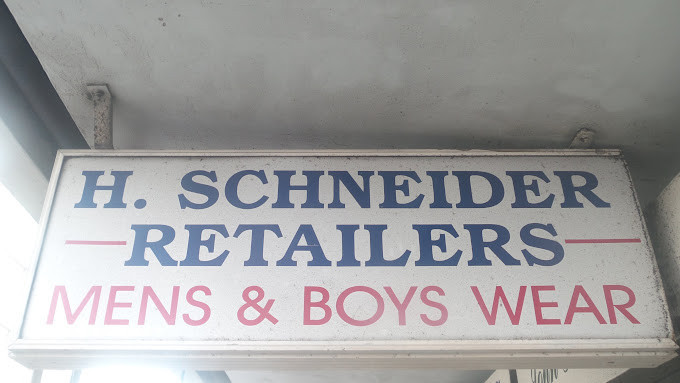 H. SCHNEIDER
RETAILERS
MENS & BOYS WEAR